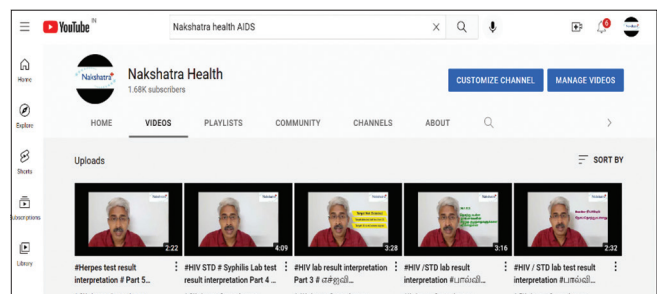 YouTube IN
Nakshatra health AIDS
Home
Explore
Shorts
Subscriptions
Library
Nakshatra
Nakshatra Health
1.68K subscribers
CUSTOMIZE CHANNEL
MANAGE VIDEOS
HOME VIDEOS PLAYLISTS COMMUNITY CHANNELS ABOUT
Uploads
SORT BY
2:22
4:09
3:28
3:16
2:32
#Herpes test result
interpretation # Part 5...
#HIV STD # Syphilis Lab test
result interpretation Part 4 ...
#HIV lab result interpretation
Part 3 # எச்ஐவி...
#HIV /STD lab result
interpretation #பால்வி...
#HIV / STD lab test result
interpretation #பால்வி...